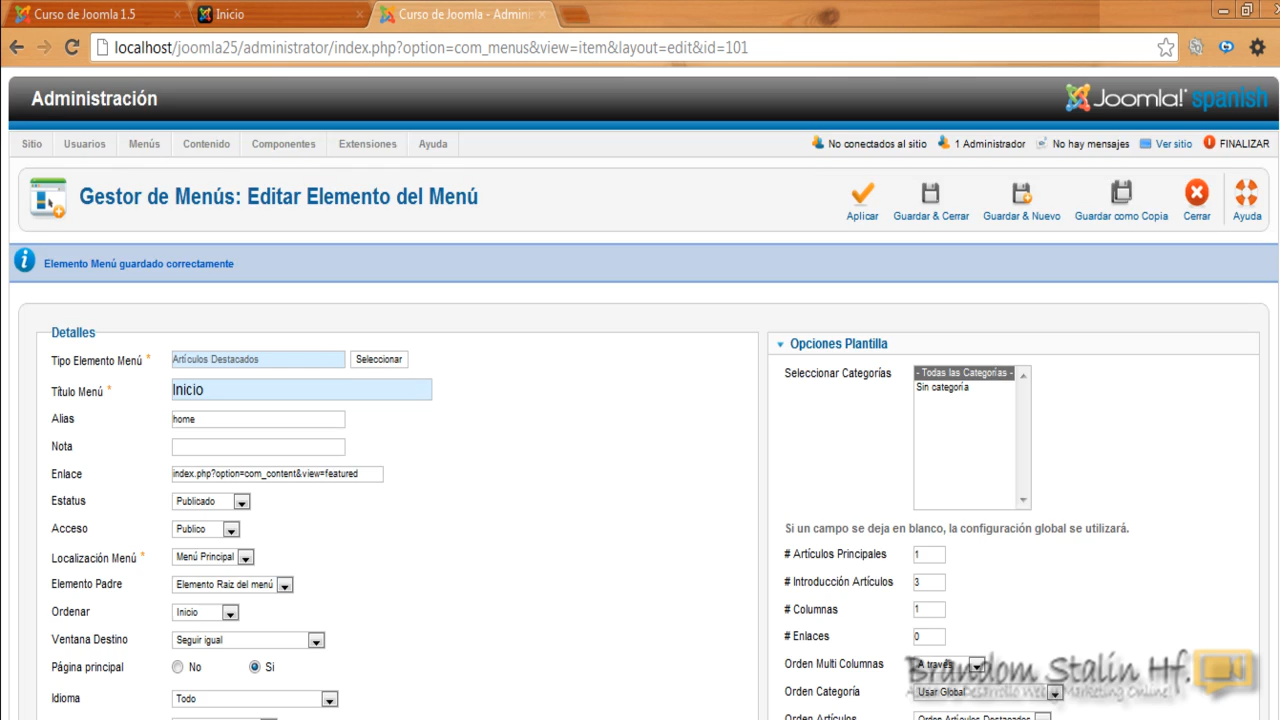 Curso de Joomla 1.5
Inicio
Curso de Joomla - Adminis
localhost/joomla25/administrator/index.php?option=com_menus&view=item&layout=edit&id=101
Administración
Joomla! spanish
Sitio Usuarios Menús Contenido Componentes Extensiones Ayuda
No conectados al sitio 1 Administrador No hay mensajes Ver sitio FINALIZAR
Gestor de Menús: Editar Elemento del Menú
Aplicar Guardar & Cerrar Guardar & Nuevo Guardar como Copia Cerrar Ayuda
Elemento Menú guardado correctamente
Detalles
Tipo Elemento Menú * Artículos Destacados Seleccionar
Título Menú * Inicio
Alias home
Nota
Enlace index.php?option=com_content&view=featured
Estatus Publicado
Acceso Publico
Localización Menú * Menú Principal
Elemento Padre Elemento Raiz del menú
Ordenar Inicio
Ventana Destino Seguir igual
Página principal No Si
Idioma Todo
Opciones Plantilla
Seleccionar Categorías - Todas las Categorías -
Sin categoría
Si un campo se deja en blanco, la configuración global se utilizará.
# Artículos Principales 1
# Introducción Artículos 3
# Columnas 1
# Enlaces 0
Orden Multi Columnas A través
Brandom Stalin Hf.
Orden Categoría Usar Global
Orden Artículos Orden Artículos Destacados